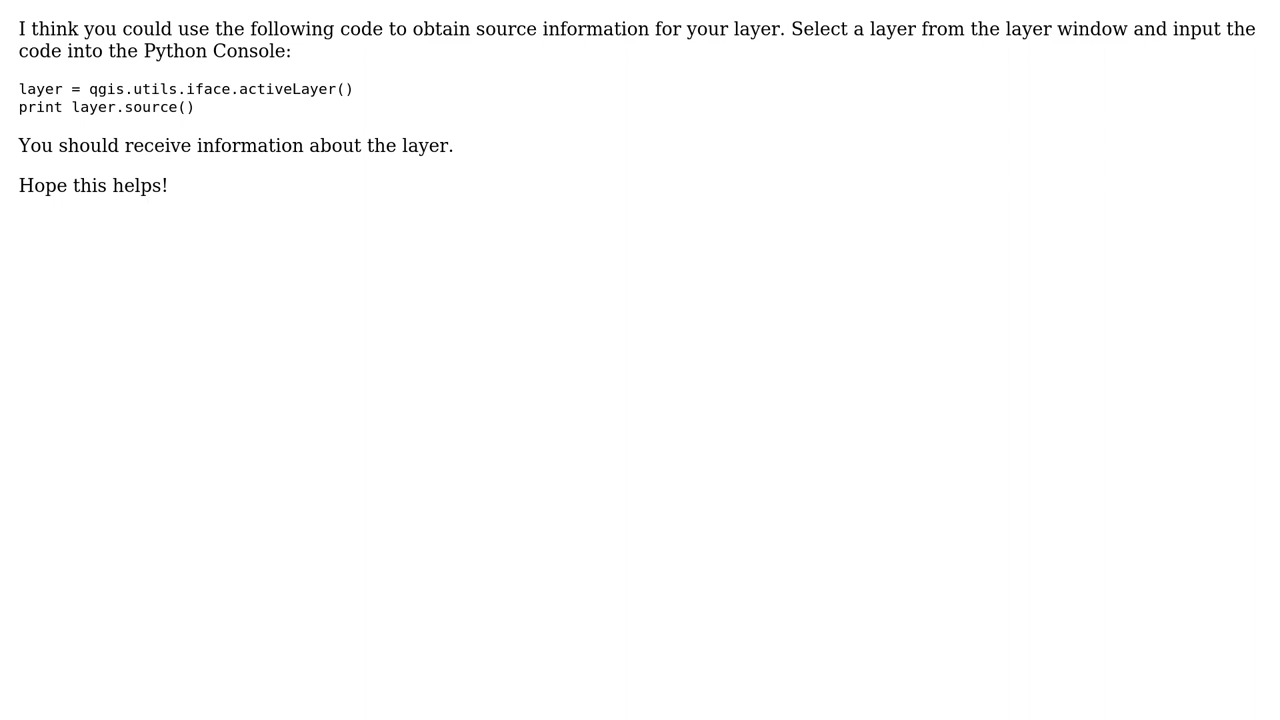 I think you could use the following code to obtain source information for your layer. Select a layer from the layer window and input the
code into the Python Console:
layer = qgis.utils.iface.activeLayer()
print layer.source()
You should receive information about the layer.
Hope this helps!